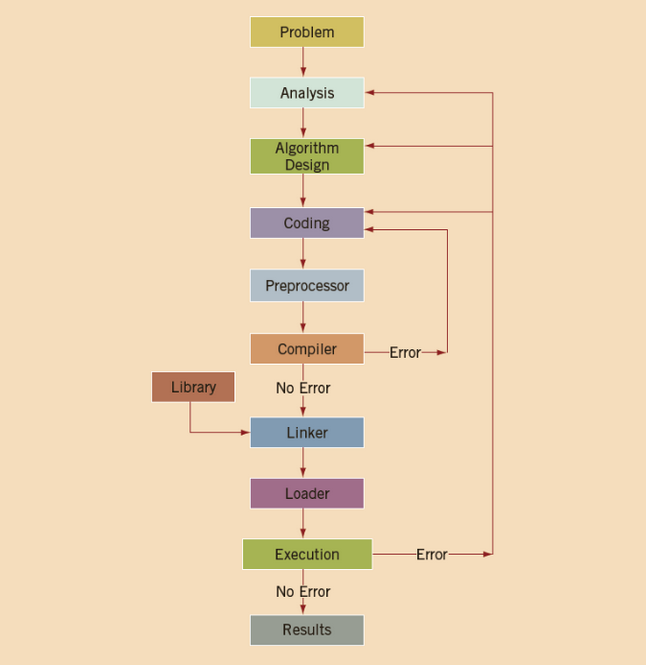 Problem
Analysis
Algorithm
Design
Coding
Preprocessor
Compiler
Error
Library
No Error
Linker
Loader
Execution
Error
No Error
Results